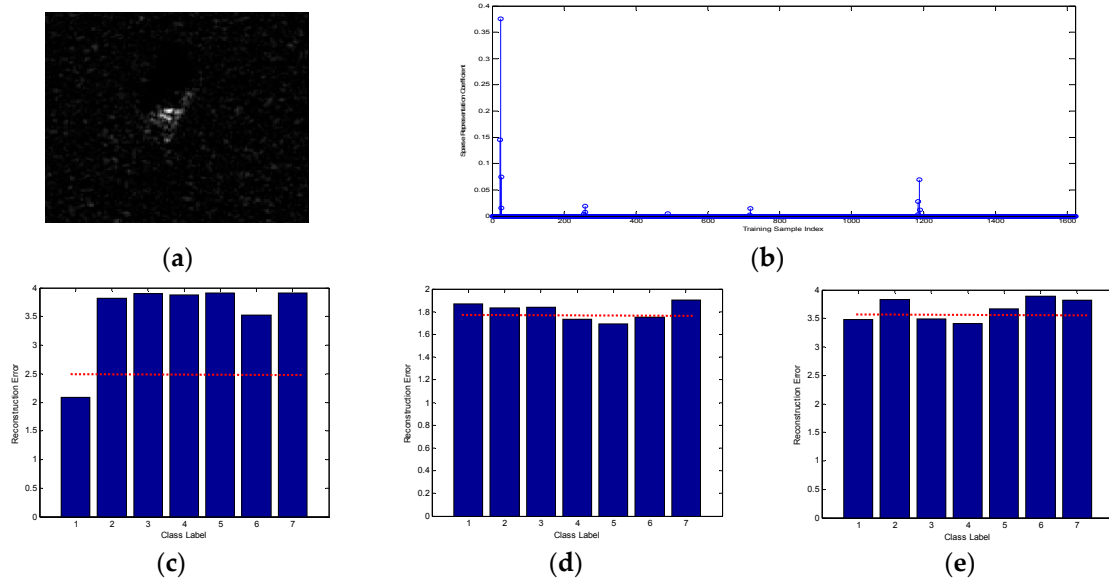 0.4
0.35
0.3
0.25
0.2
0.15
0.1
0.05
0
Sparse Representation Coefficient
0 200 400 600 800 1000 1200 1400 1600
Training Sample Index
(a)
(b)
4
3.5
3
2.5
2
1.5
1
0.5
0
Reconstruction Error
1 2 3 4 5 6 7
Class Label
(c)
2
1.8
1.6
1.4
1.2
1
0.8
0.6
0.4
0.2
0
Reconstruction Error
1 2 3 4 5 6 7
Class Label
(d)
4
3.5
3
2.5
2
1.5
1
0.5
0
Reconstruction Error
1 2 3 4 5 6 7
Class Label
(e)